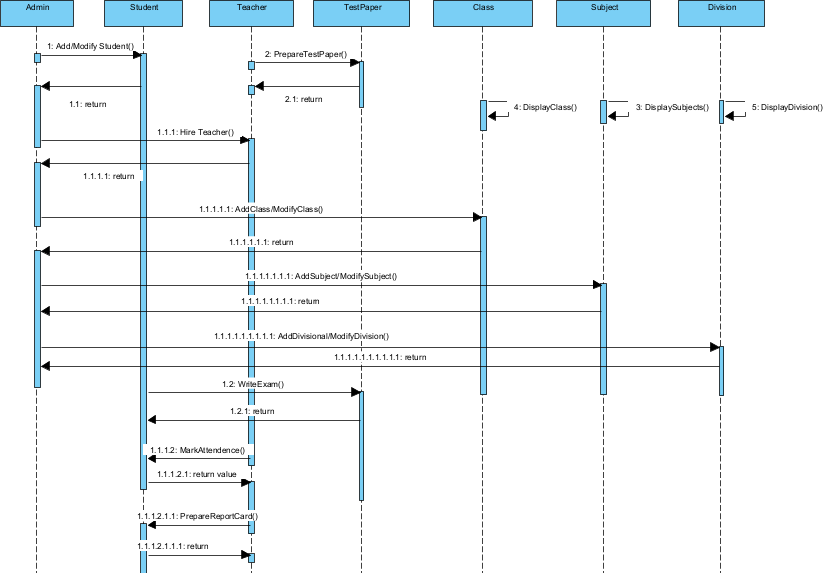 Admin
Student
Teacher
TestPaper
Class
Subject
Division
1: Add/Modify Student()
2: PrepareTestPaper()
1.1: return
2.1: return
4: DisplayClass()
3: DisplaySubjects()
5: DisplayDivision()
1.1.1: Hire Teacher()
1.1.1.1: return
1.1.1.1.1: AddClass/ModifyClass()
1.1.1.1.1.1: return
1.1.1.1.1.1.1: AddSubject/ModifySubject()
1.1.1.1.1.1.1.1: return
1.1.1.1.1.1.1.1.1: AddDivisional/ModifyDivision()
1.1.1.1.1.1.1.1.1.1: return
1.2: WriteExam()
1.2.1: return
1.1.1.2: MarkAttendence()
1.1.1.2.1: return value
1.1.1.2.1.1: PrepareReportCard()
1.1.1.2.1.1.1: return